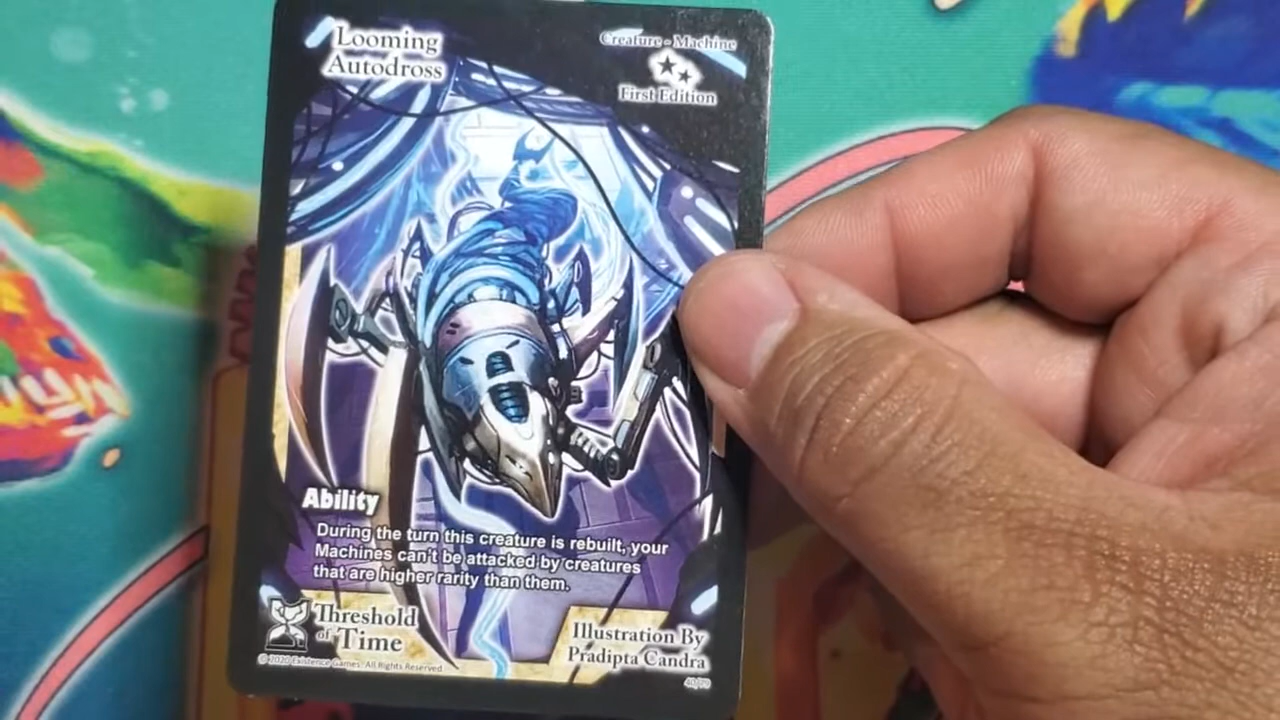 Looming
Autodross
Creature - Machine
First Edition
Ability
During the turn this creature is rebuilt, your
Machines can't be attacked by creatures
that are higher rarity than them.
Threshold
of Time
© 2020 Existence Games. All Rights Reserved
Illustration By
Pradipta Candra